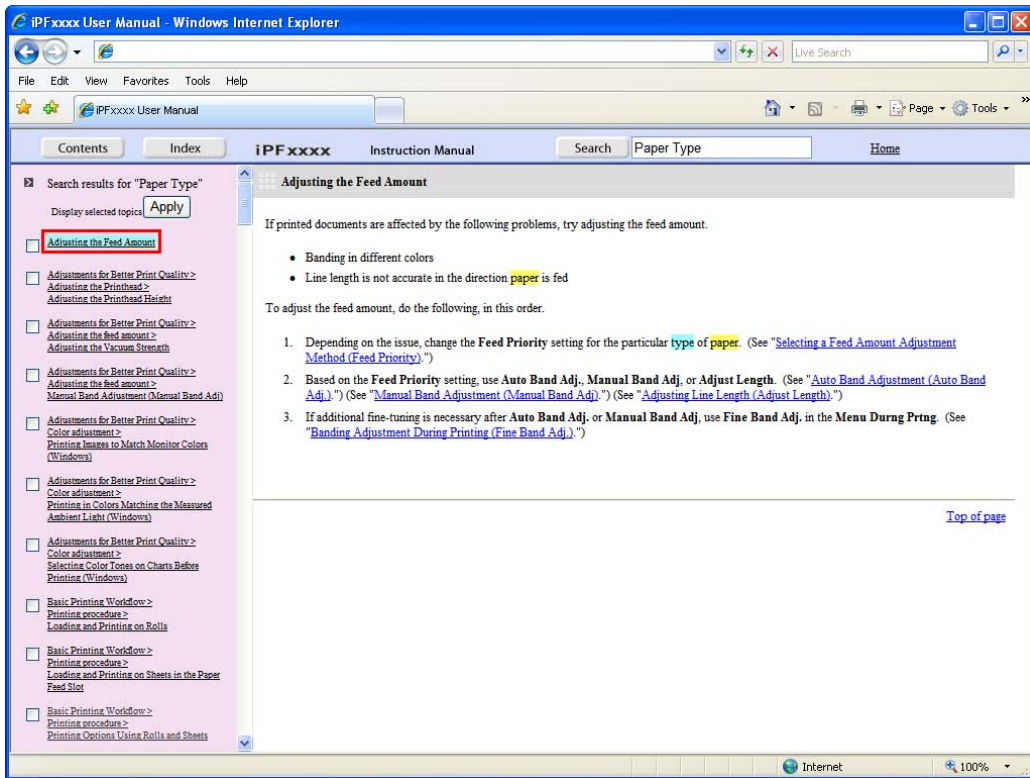 iPFxxxx User Manual - Windows Internet Explorer
Live Search
File Edit View Favorites Tools Help
iPFxxxx User Manual
Page Tools
Contents Index iPFxxxx Instruction Manual Search Paper Type Home
Search results for "Paper Type"
Display selected topics Apply
Adjusting the Feed Amount
Adjustments for Better Print Quality >
Adjusting the Printhead >
Adjusting the Printhead Height
Adjustments for Better Print Quality >
Adjusting the feed amount >
Adjusting the Vacuum Strength
Adjustments for Better Print Quality >
Adjusting the feed amount >
Manual Band Adjustment (Manual Band Adj)
Adjustments for Better Print Quality >
Color adjustment >
Printing Images to Match Monitor Colors
(Windows)
Adjustments for Better Print Quality >
Color adjustment >
Printing in Colors Matching the Measured
Ambient Light (Windows)
Adjustments for Better Print Quality >
Color adjustment >
Selecting Color Tones on Charts Before
Printing (Windows)
Basic Printing Workflow >
Printing procedure >
Loading and Printing on Rolls
Basic Printing Workflow >
Printing procedure >
Loading and Printing on Sheets in the Paper
Feed Slot
Basic Printing Workflow >
Printing procedure >
Printing Options Using Rolls and Sheets
Adjusting the Feed Amount
If printed documents are affected by the following problems, try adjusting the feed amount.
• Banding in different colors
• Line length is not accurate in the direction paper is fed
To adjust the feed amount, do the following, in this order.
1. Depending on the issue, change the Feed Priority setting for the particular type of paper. (See "Selecting a Feed Amount Adjustment
Method (Feed Priority).")
2. Based on the Feed Priority setting, use Auto Band Adj., Manual Band Adj, or Adjust Length. (See "Auto Band Adjustment (Auto Band
Adj.).") (See "Manual Band Adjustment (Manual Band Adj).") (See "Adjusting Line Length (Adjust Length).")
3. If additional fine-tuning is necessary after Auto Band Adj. or Manual Band Adj, use Fine Band Adj. in the Menu Durng Prtng. (See
"Banding Adjustment During Printing (Fine Band Adj.).")
Top of page
Internet 100%